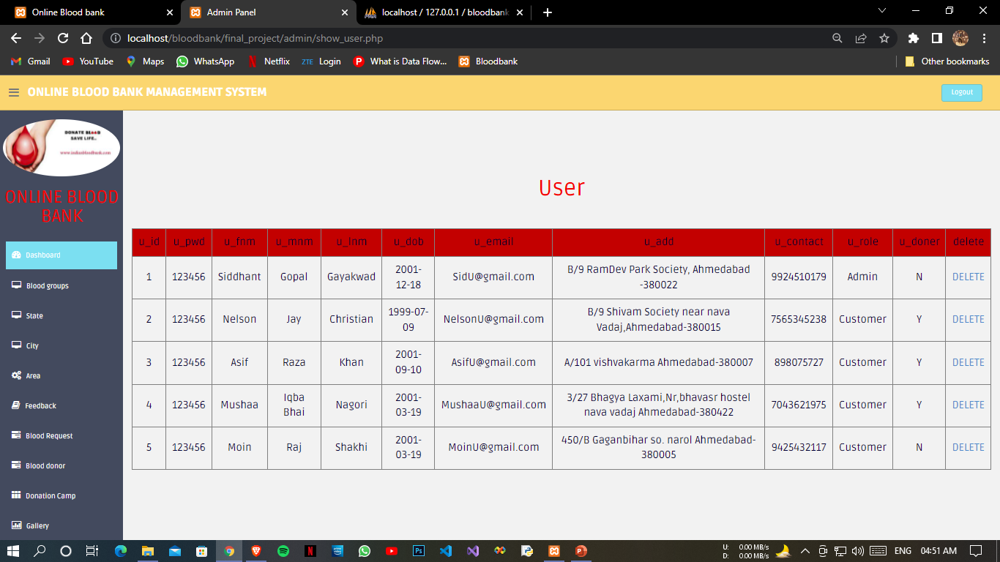 Online Blood bank
Admin Panel
localhost / 127.0.0.1 / bloodbank
localhost/bloodbank/final_project/admin/show_user.php
Gmail YouTube Maps WhatsApp Netflix ZTE Login What is Data Flow... Bloodbank Other bookmarks
ONLINE BLOOD BANK MANAGEMENT SYSTEM Logout
DONATE BLOOD
SAVE LIFE..
www.indianbloodbank.com
ONLINE BLOOD
BANK
Dashboard
Blood groups
State
City
Area
Feedback
Blood Request
Blood donor
Donation Camp
Gallery
User
u_id u_pwd u_fnm u_mnm u_lnm u_dob u_email u_add u_contact u_role u_doner delete
1 123456 Siddhant Gopal Gayakwad 2001-12-18 SidU@gmail.com B/9 RamDev Park Society, Ahmedabad -380022 9924510179 Admin N DELETE
2 123456 Nelson Jay Christian 1999-07-09 NelsonU@gmail.com B/9 Shivam Society near nava Vadaj,Ahmedabad-380015 7565345238 Customer Y DELETE
3 123456 Asif Raza Khan 2001-09-10 AsifU@gmail.com A/101 vishvakarma Ahmedabad-380007 898075727 Customer Y DELETE
4 123456 Mushaa Iqba Bhai Nagori 2001-03-19 MushaaU@gmail.com 3/27 Bhagya Laxami,Nr,bhavasr hostel nava vadaj Ahmedabad-380422 7043621975 Customer Y DELETE
5 123456 Moin Raj Shakhi 2001-03-19 MoinU@gmail.com 450/B Gaganbihar so. narol Ahmedabad-380005 9425432117 Customer N DELETE
U: 0.00 MB/s
D: 0.00 MB/s
ENG 04:51 AM